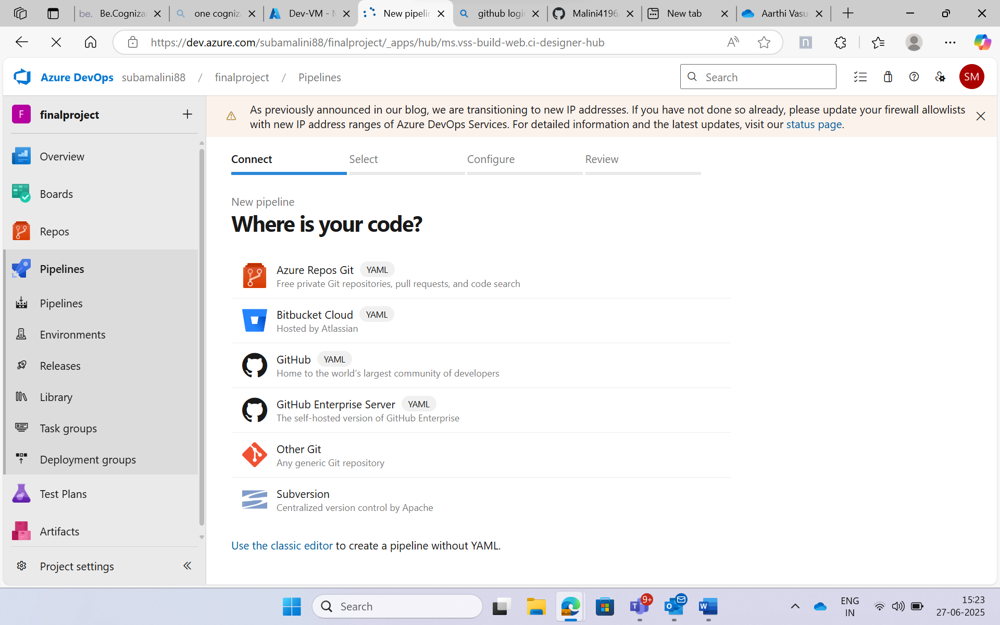 be. Be.Cogniza
one cogniza
Dev-VM - M
New pipelin
github login
Malini4196
New tab
Aarthi Vasu
https://dev.azure.com/subamalini88/finalproject/_apps/hub/ms.vss-build-web.ci-designer-hub
n
Azure DevOps subamalini88 / finalproject / Pipelines
Search
SM
F finalproject
Overview
Boards
Repos
Pipelines
Pipelines
Environments
Releases
Library
Task groups
Deployment groups
Test Plans
Artifacts
Project settings
As previously announced in our blog, we are transitioning to new IP addresses. If you have not done so already, please update your firewall allowlists
with new IP address ranges of Azure DevOps Services. For detailed information and the latest updates, visit our status page.
Connect Select Configure Review
New pipeline
Where is your code?
Azure Repos Git YAML
Free private Git repositories, pull requests, and code search
Bitbucket Cloud YAML
Hosted by Atlassian
GitHub YAML
Home to the world's largest community of developers
GitHub Enterprise Server YAML
The self-hosted version of GitHub Enterprise
Other Git
Any generic Git repository
Subversion
Centralized version control by Apache
Use the classic editor to create a pipeline without YAML.
Search
9+
ENG
IN
15:23
27-06-2025